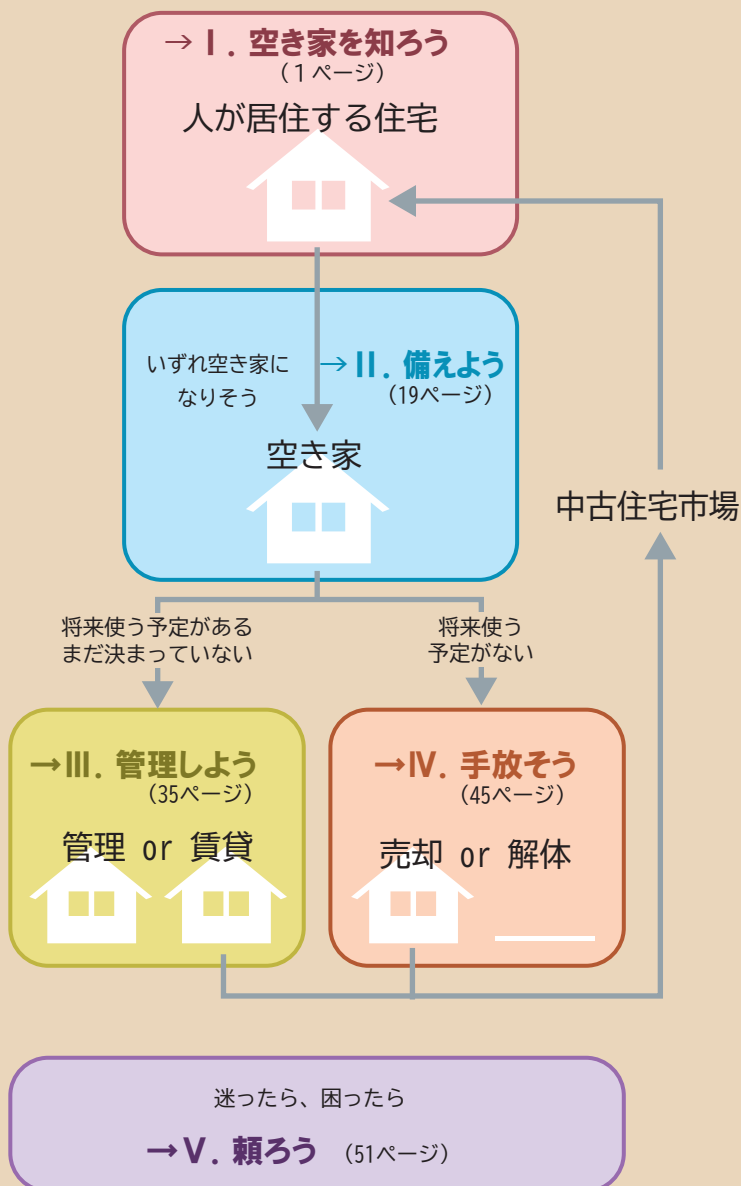 →Ⅰ. 空き家を知ろう
(1ページ)
人が居住する住宅
いずれ空き家に
なりそう
→Ⅱ. 備えよう
(19ページ)
空き家
中古住宅市場
将来使う予定がある
まだ決まっていない
将来使う
予定がない
→Ⅲ. 管理しよう
(35ページ)
管理 or 賃貸
→Ⅳ. 手放そう
(45ページ)
売却 or 解体
迷ったら、困ったら
→Ⅴ. 頼ろう (51ページ)